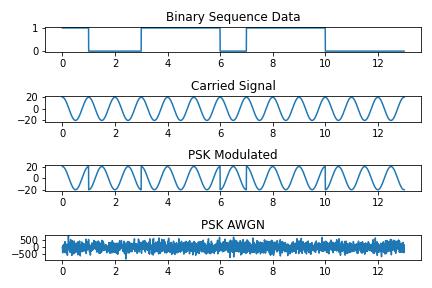 Binary Sequence Data
1
0
0 2 4 6 8 10 12
Carried Signal
20
0
−20
0 2 4 6 8 10 12
PSK Modulated
20
0
−20
0 2 4 6 8 10 12
PSK AWGN
500
0
−500
0 2 4 6 8 10 12